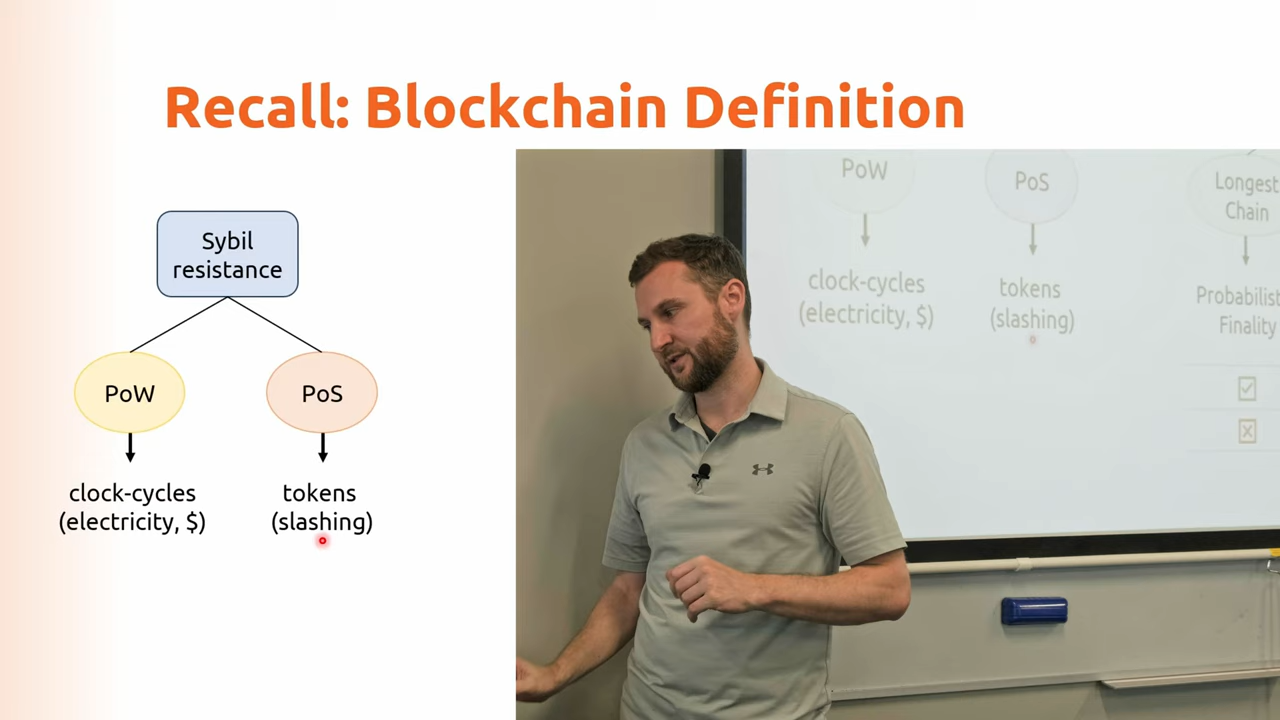 Recall: Blockchain Definition
Sybil
resistance
PoW
PoS
clock-cycles
(electricity, $)
tokens
(slashing)
PoW
PoS
Longest
Chain
clock-cycles
(electricity, $)
tokens
(slashing)
Finality